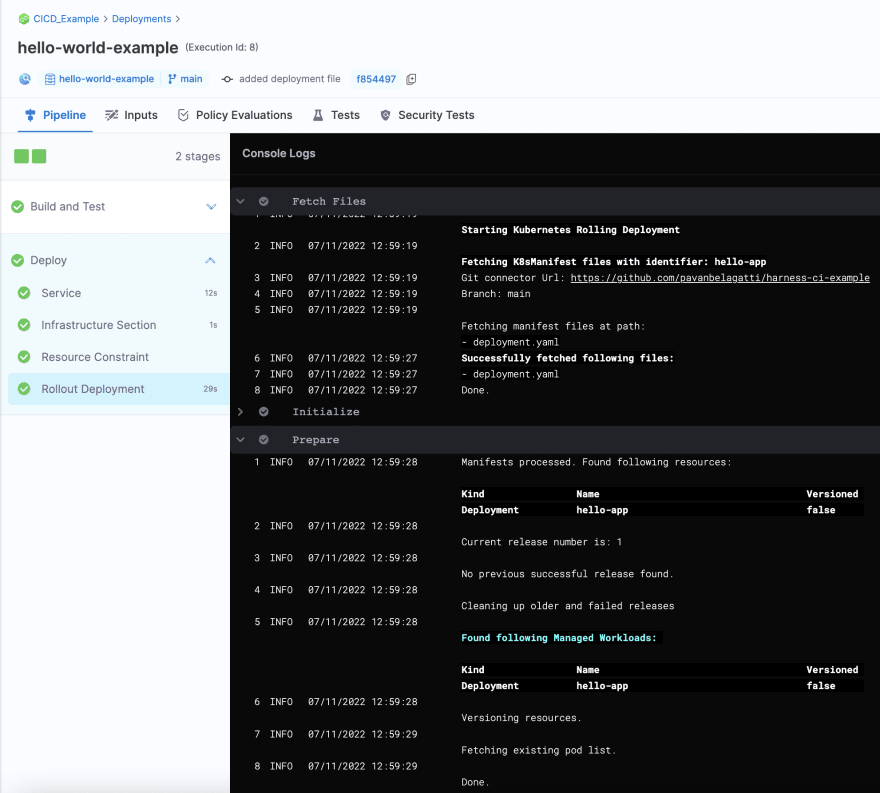 CICD_Example > Deployments >
hello-world-example (Execution Id: 8)
hello-world-example main added deployment file f854497
Pipeline Inputs Policy Evaluations Tests Security Tests
2 stages
Build and Test
Deploy
Service 12s
Infrastructure Section 1s
Resource Constraint
Rollout Deployment 29s
Console Logs
Fetch Files
1 INFO 07/11/2022 12:59:19
Starting Kubernetes Rolling Deployment
2 INFO 07/11/2022 12:59:19
Fetching K8sManifest files with identifier: hello-app
3 INFO 07/11/2022 12:59:19 Git connector Url: https://github.com/pavanbelagatti/harness-ci-example
4 INFO 07/11/2022 12:59:19 Branch: main
5 INFO 07/11/2022 12:59:19
Fetching manifest files at path:
- deployment.yaml
6 INFO 07/11/2022 12:59:27 Successfully fetched following files:
7 INFO 07/11/2022 12:59:27 - deployment.yaml
8 INFO 07/11/2022 12:59:27 Done.
Initialize
Prepare
1 INFO 07/11/2022 12:59:28 Manifests processed. Found following resources:
Kind Name Versioned
Deployment hello-app false
2 INFO 07/11/2022 12:59:28
Current release number is: 1
3 INFO 07/11/2022 12:59:28
No previous successful release found.
4 INFO 07/11/2022 12:59:28
Cleaning up older and failed releases
5 INFO 07/11/2022 12:59:28
Found following Managed Workloads:
Kind Name Versioned
Deployment hello-app false
6 INFO 07/11/2022 12:59:28
Versioning resources.
7 INFO 07/11/2022 12:59:29
Fetching existing pod list.
8 INFO 07/11/2022 12:59:29
Done.